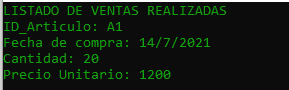 LISTADO DE VENTAS REALIZADAS
ID_Articulo: A1
Fecha de compra: 14/7/2021
Cantidad: 20
Precio Unitario: 1200